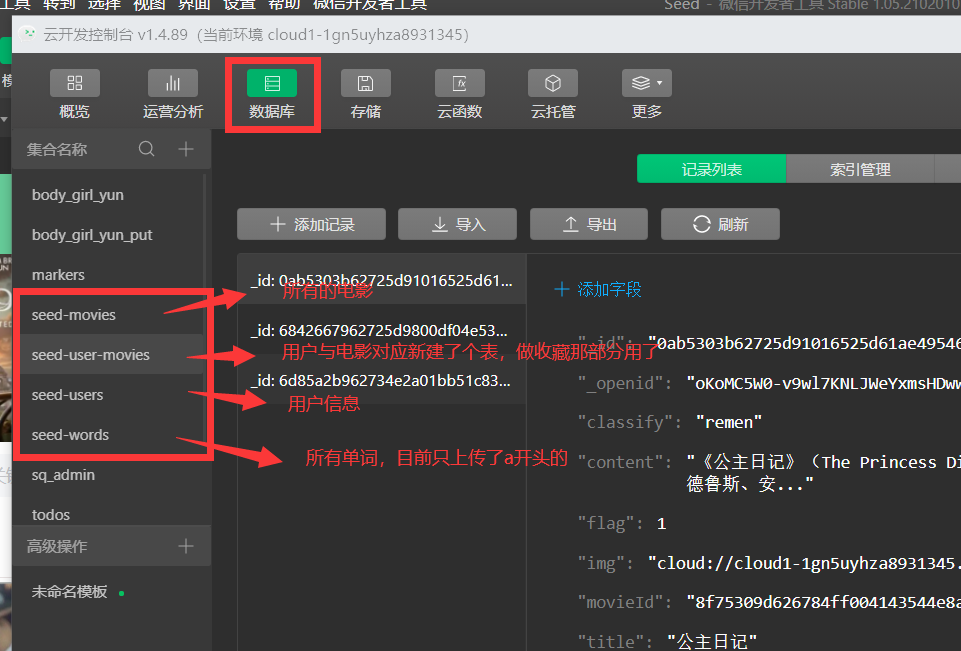 工具 转到 选择 视图 界面 设置 帮助 微信开发者工具
Seed - 微信开发者工具 Stable 1.05.2102010
云开发控制台 v1.4.89（当前环境 cloud1-1gn5uyhza8931345）
概览 运营分析 数据库 存储 云函数 云托管 更多
集合名称
记录列表 索引管理
body_girl_yun
添加记录 导入 导出 刷新
body_girl_yun_put
markers
_id: 0ab5303b62725d91016525d61...
所有的电影
添加字段
seed-movies
_id: 6842667962725d9800df04e53...
"_id": "0ab5303b62725d91016525d61ae49546
seed-user-movies
用户与电影对应新建了个表，做收藏那部分用了
_id: 6d85a2b962734e2a01bb51c83...
"_openid": "oKoMC5W0-v9wl7KNLJWeYxmsHDww
seed-users
用户信息
"classify": "remen"
seed-words
所有单词，目前只上传了a开头的
"content": "《公主日记》（The Princess Di
德鲁斯、安..."
sq_admin
todos
"flag": 1
高级操作
"img": "cloud://cloud1-1gn5uyhza8931345.
未命名模板
"movieId": "8f75309d626784ff004143544e8a
"title": "公主日记"